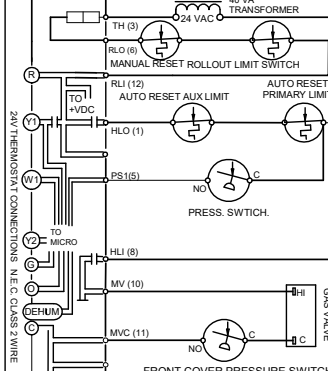 40 VA
TRANSFORMER
24 VAC
TH (3)
RLO (6)
MANUAL RESET ROLLOUT LIMIT SWITCH
R
RLI (12)
TO
+VDC
AUTO RESET AUX LIMIT
AUTO RESET
PRIMARY LIMIT
Y1
HLO (1)
24V THERMOSTAT CONNECTIONS N.E.C. CLASS 2 WIRE
W1
PS1(5)
NO
C
PRESS. SWTICH.
Y2
TO
MICRO
G
HLI (8)
O
MV (10)
HI
GAS VALVE
DEHUM
C
MVC (11)
NO
C
C
FRONT COVER PRESSURE SWITCH